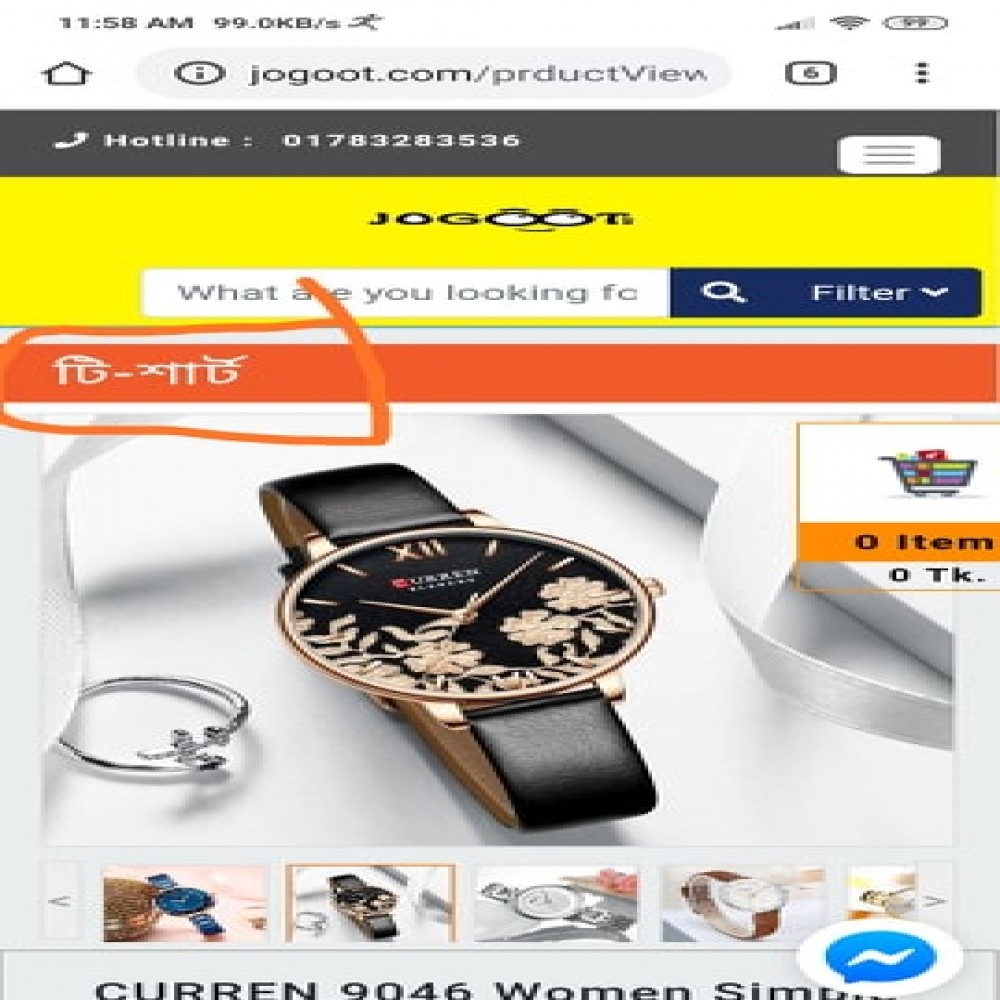 11:58 AM 99.0KB/s
99
jogoot.com/prductView
6
Hotline : 01783283536
JOGOOT
What are you looking fo
Filter
টি-শার্ট
XII
CURREN
0 Item
0 Tk.
< >
CURREN 9046 Women Simple